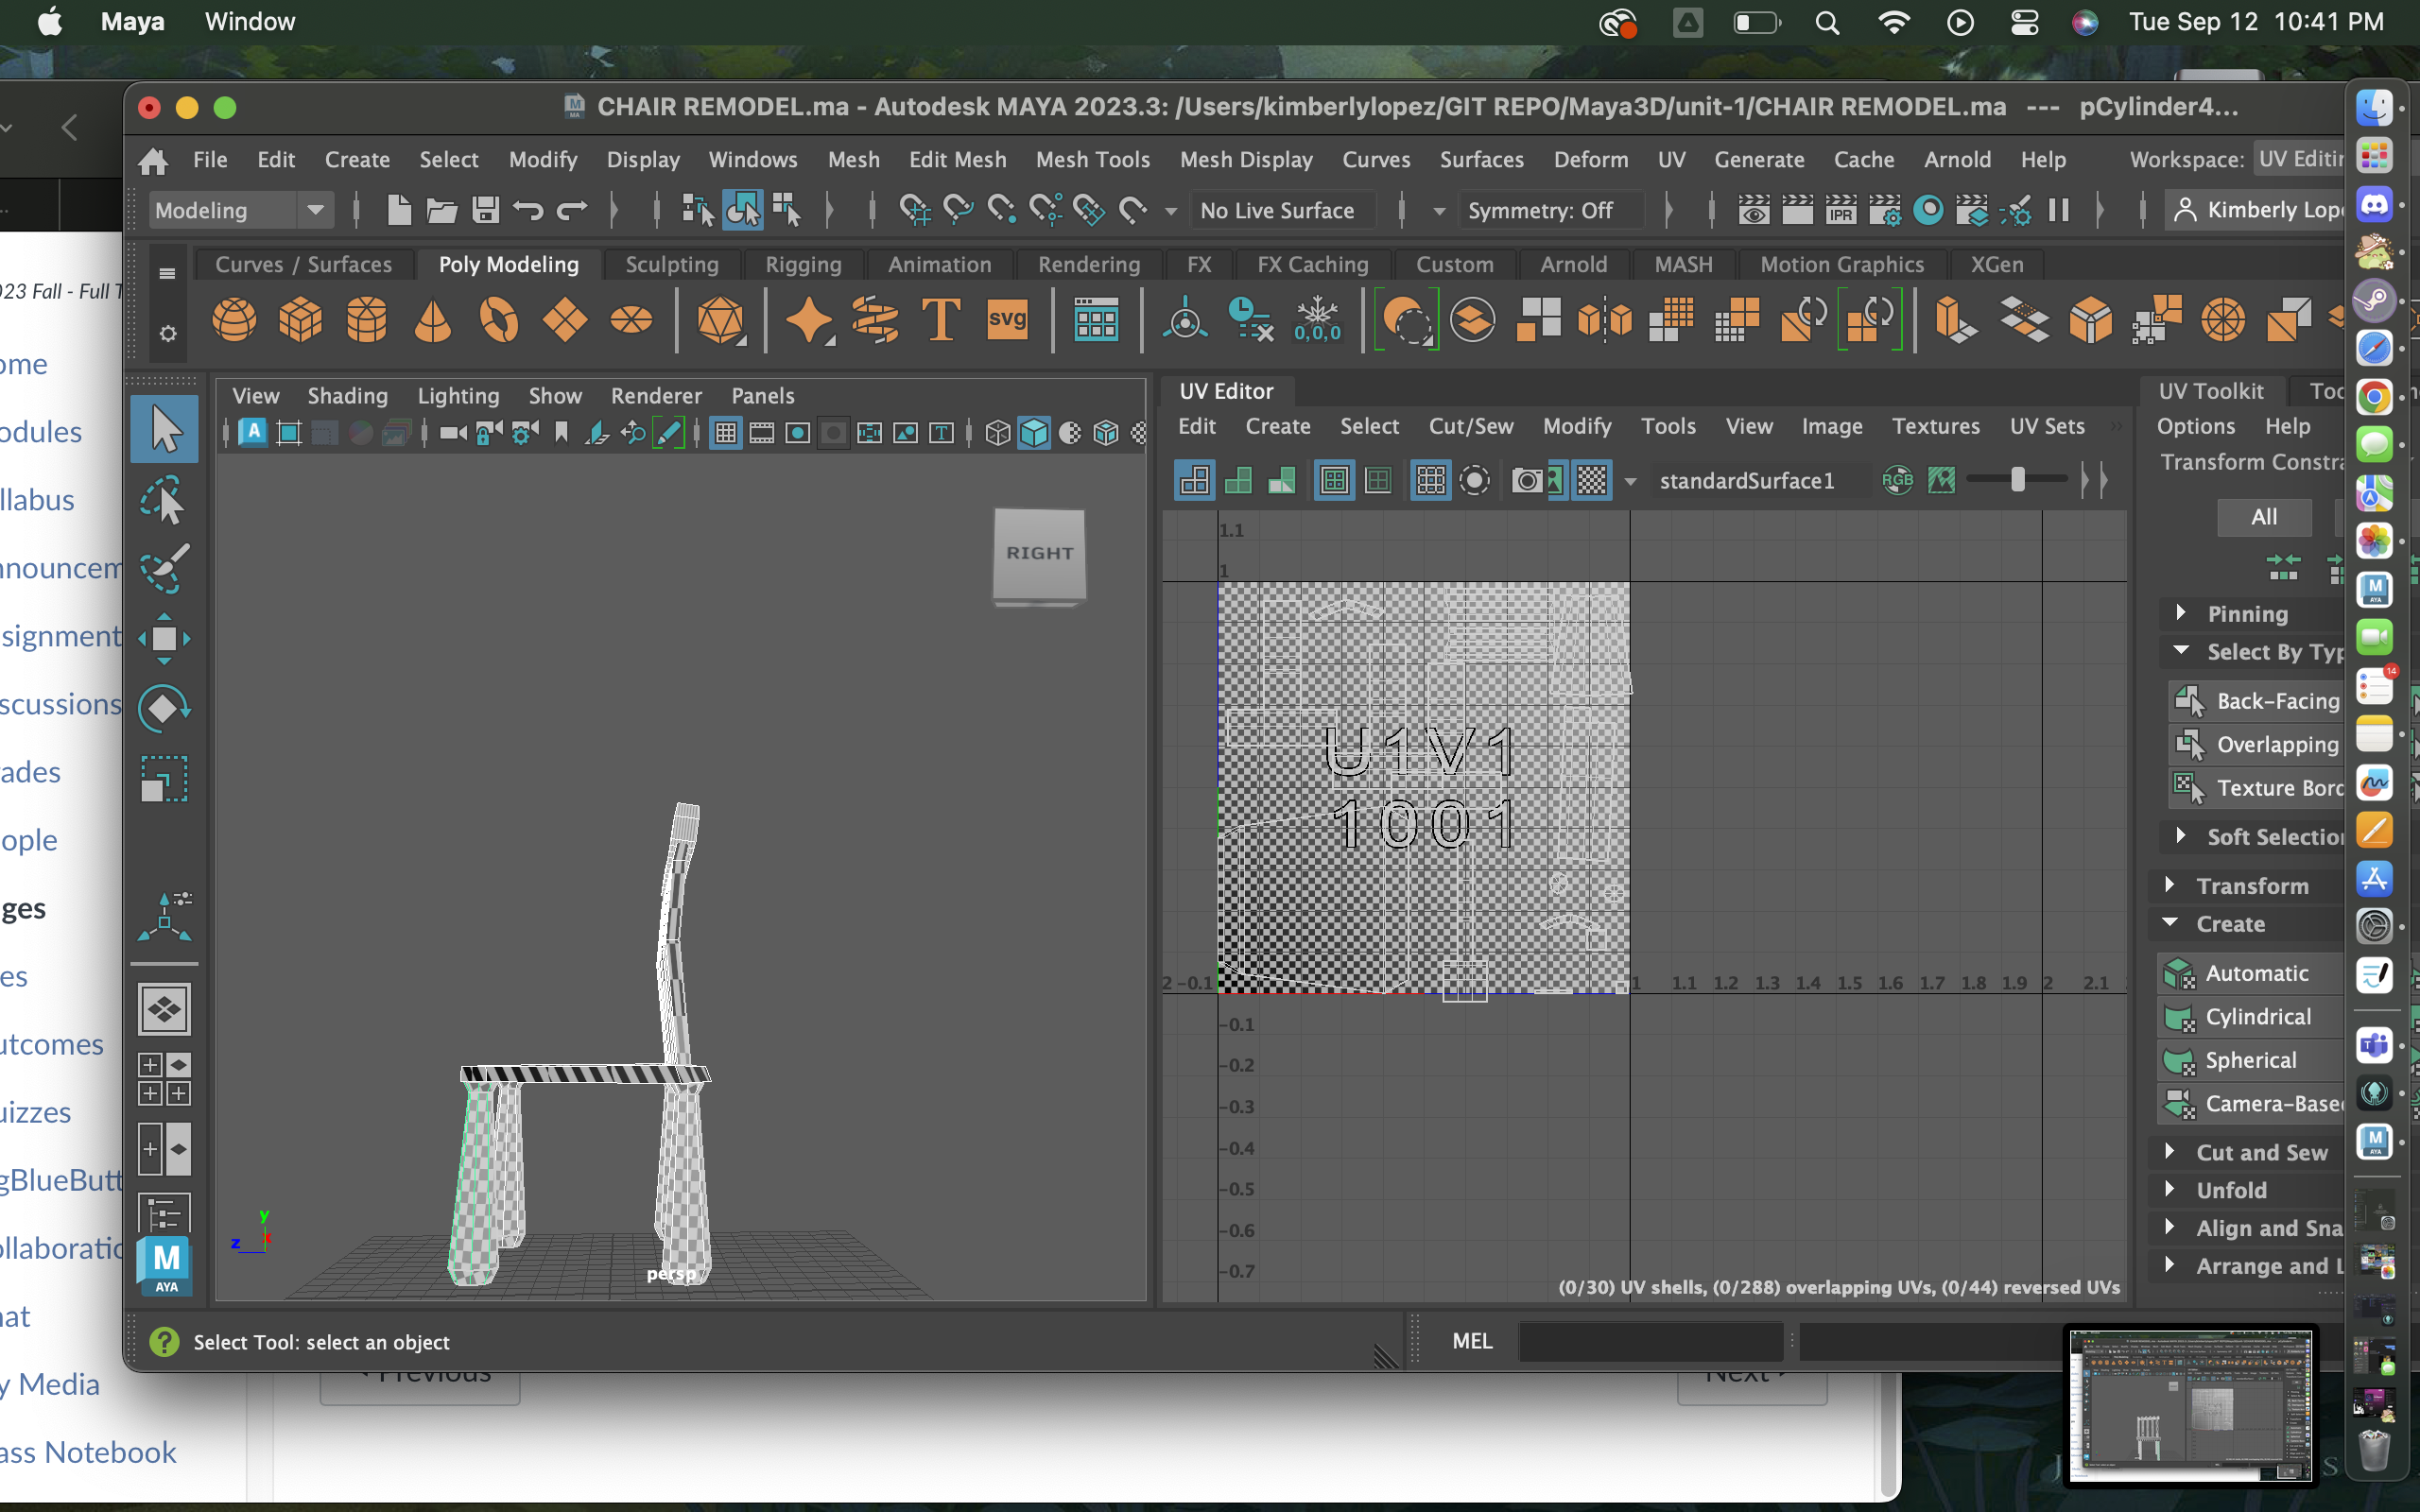 Maya Window Tue Sep 12 10:41 PM
CHAIR REMODEL.ma - Autodesk MAYA 2023.3: /Users/kimberlylopez/GIT REPO/Maya3D/unit-1/CHAIR REMODEL.ma --- pCylinder4...
File Edit Create Select Modify Display Windows Mesh Edit Mesh Mesh Tools Mesh Display Curves Surfaces Deform UV Generate Cache Arnold Help Workspace: UV Editin
Modeling No Live Surface Symmetry: Off IPR Kimberly Lop
Curves / Surfaces Poly Modeling Sculpting Rigging Animation Rendering FX FX Caching Custom Arnold MASH Motion Graphics XGen
T svg 0,0,0
023 Fall - Full T
ome
odules
llabus
nnouncem
signment
scussions
ades
ople
ges
es
utcomes
uizzes
gBlueButt
ollaboratio
hat
y Media
ass Notebook
View Shading Lighting Show Renderer Panels
RIGHT
y
z x
persp
UV Editor
Edit Create Select Cut/Sew Modify Tools View Image Textures UV Sets
standardSurface1 RGB
1.1
1
U1V1
1001
2 -0.1 1 1.1 1.2 1.3 1.4 1.5 1.6 1.7 1.8 1.9 2 2.1
-0.1
-0.2
-0.3
-0.4
-0.5
-0.6
-0.7
(0/30) UV shells, (0/288) overlapping UVs, (0/44) reversed UVs
UV Toolkit Too
Options Help
Transform Constra
All
Pinning
Select By Typ
Back-Facing
Overlapping
Texture Bord
Soft Selection
Transform
Create
Automatic
Cylindrical
Spherical
Camera-Base
Cut and Sew
Unfold
Align and Sna
Arrange and L
14
M
AYA
Select Tool: select an object MEL
Previous Next